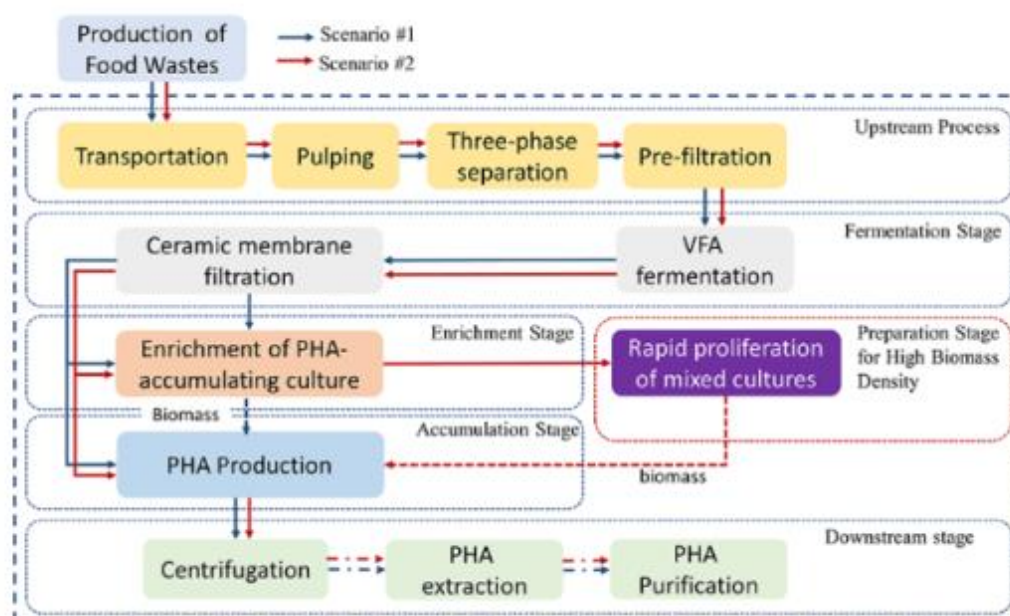 Production of
Food Wastes
Scenario #1
Scenario #2
Upstream Process
Transportation
Pulping
Three-phase
separation
Pre-filtration
Fermentation Stage
Ceramic membrane
filtration
VFA
fermentation
Enrichment Stage
Enrichment of PHA-
accumulating culture
Rapid proliferation
of mixed cultures
Preparation Stage
for High Biomass
Density
Biomass
Accumulation Stage
PHA Production
biomass
Downstream stage
Centrifugation
PHA
extraction
PHA
Purification